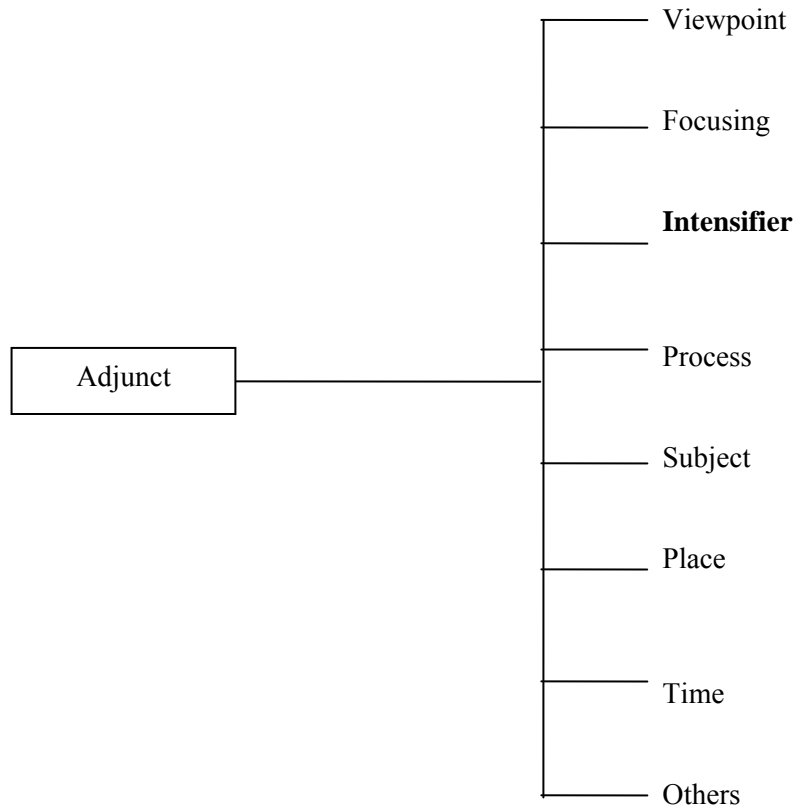 Viewpoint
Focusing
Intensifier
Process
Adjunct
Subject
Place
Time
Others